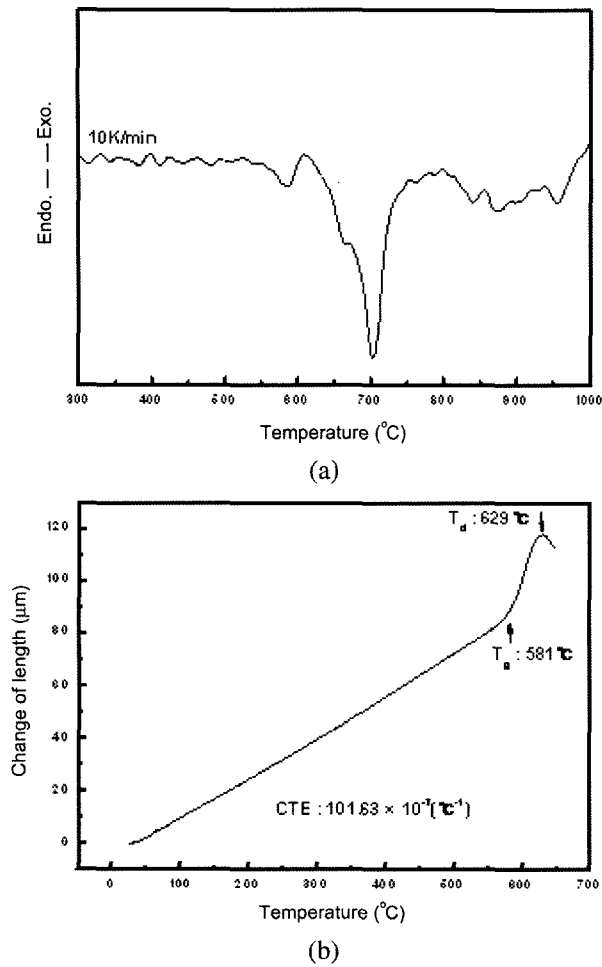 10K/min
Endo. — — Exo.
300 400 500 600 700 800 900 1000
Temperature (°C)
(a)
T_d : 629 ℃
120
100
80
60
40
20
0
Change of length (μm)
T_g : 581 ℃
CTE : 101.63 × 10⁻⁷(℃⁻¹)
0 100 200 300 400 500 600 700
Temperature (°C)
(b)